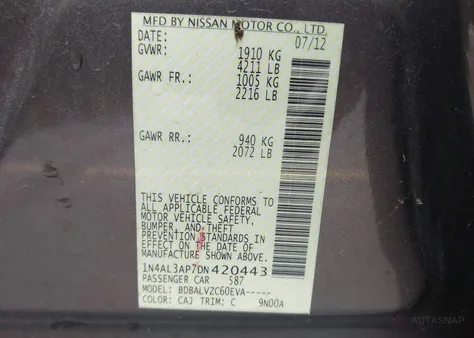 MFD BY NISSAN MOTOR CO., LTD.
DATE: 07/12
GVWR: 1910 KG
4211 LB
GAWR FR.: 1005 KG
2216 LB
GAWR RR.: 940 KG
2072 LB
THIS VEHICLE CONFORMS TO
ALL APPLICABLE FEDERAL
MOTOR VEHICLE SAFETY,
BUMPER, AND THEFT
PREVENTION STANDARDS IN
EFFECT ON THE DATE OF
MANUFACTURE SHOWN ABOVE.
1N4AL3AP7DN420443
PASSENGER CAR 587
MODEL: BDBALVZC60EVA-----
COLOR: CAJ TRIM: C 9N00A
AUTASNAP